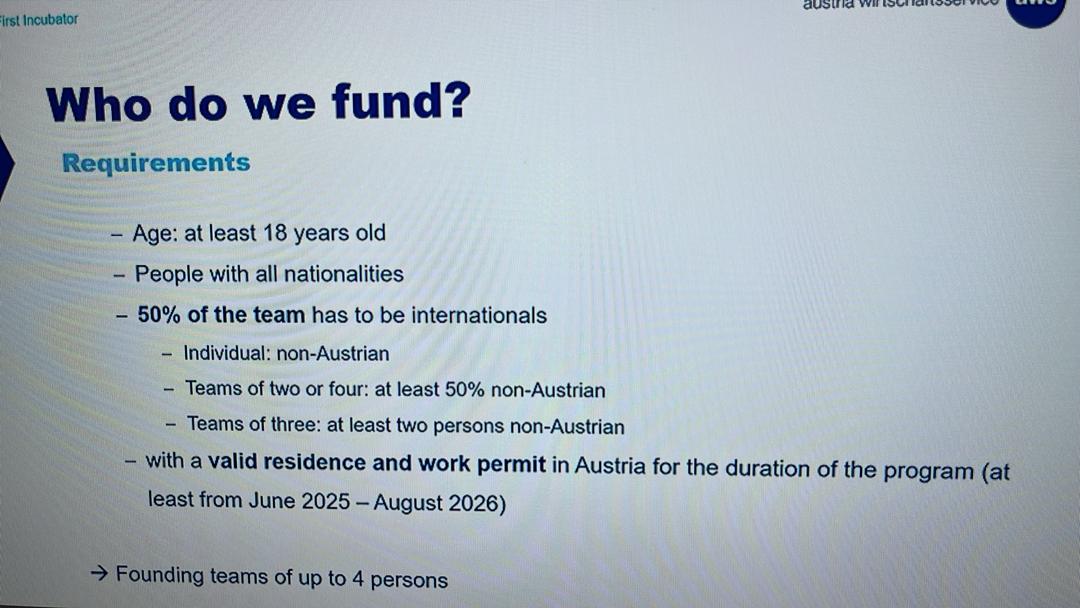 First Incubator
austria wirtschaftsservice
aws
Who do we fund?
Requirements
– Age: at least 18 years old
– People with all nationalities
– 50% of the team has to be internationals
– Individual: non-Austrian
– Teams of two or four: at least 50% non-Austrian
– Teams of three: at least two persons non-Austrian
– with a valid residence and work permit in Austria for the duration of the program (at
least from June 2025 – August 2026)
→ Founding teams of up to 4 persons